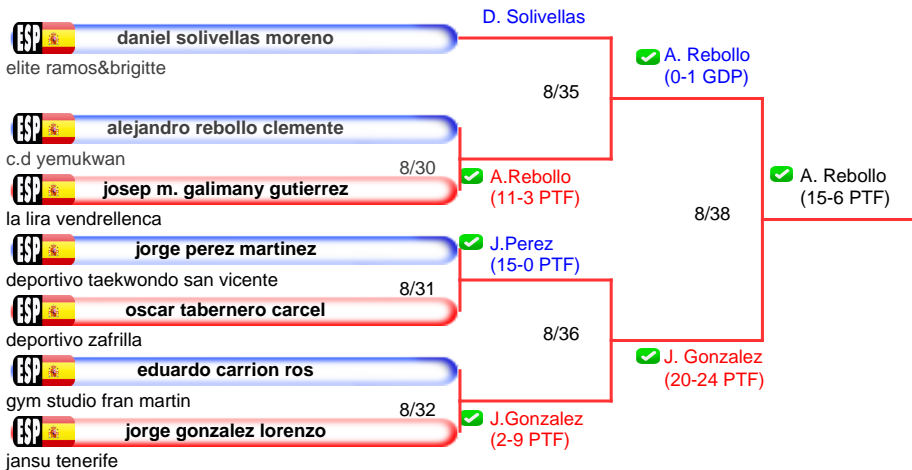 D. Solivellas
ESP daniel solivellas moreno
elite ramos&brigitte
A. Rebollo
(0-1 GDP)
8/35
ESP alejandro rebollo clemente
c.d yemukwan
8/30
A.Rebollo
(11-3 PTF)
ESP josep m. galimany gutierrez
la lira vendrellenca
A. Rebollo
(15-6 PTF)
8/38
ESP jorge perez martinez
J.Perez
(15-0 PTF)
deportivo taekwondo san vicente
8/31
ESP oscar tabernero carcel
deportivo zafrilla
8/36
J. Gonzalez
(20-24 PTF)
ESP eduardo carrion ros
gym studio fran martin
8/32
J.Gonzalez
(2-9 PTF)
ESP jorge gonzalez lorenzo
jansu tenerife